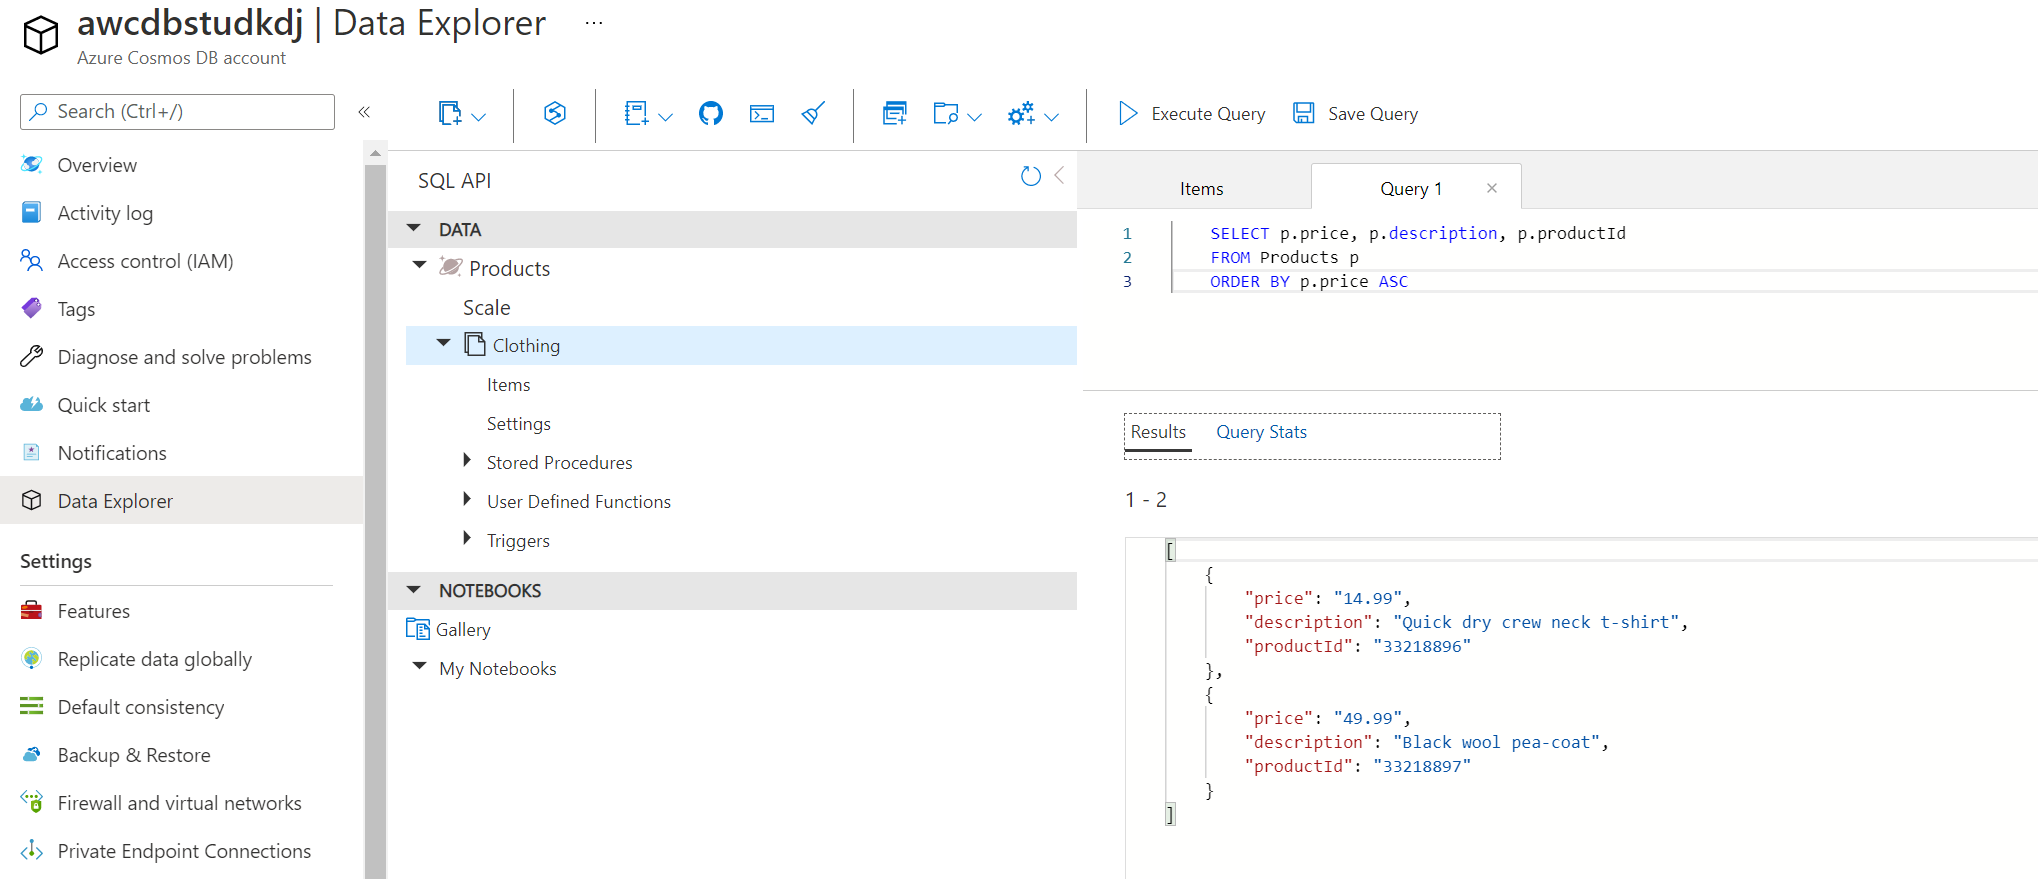 awcdbstudkdj | Data Explorer ...
Azure Cosmos DB account
Search (Ctrl+/)
«
Overview
Activity log
Access control (IAM)
Tags
Diagnose and solve problems
Quick start
Notifications
Data Explorer
Settings
Features
Replicate data globally
Default consistency
Backup & Restore
Firewall and virtual networks
Private Endpoint Connections
Execute Query
Save Query
SQL API
DATA
Products
Scale
Clothing
Items
Settings
Stored Procedures
User Defined Functions
Triggers
NOTEBOOKS
Gallery
My Notebooks
Items
Query 1
1 SELECT p.price, p.description, p.productId
2 FROM Products p
3 ORDER BY p.price ASC
Results Query Stats
1 - 2
[
{
"price": "14.99",
"description": "Quick dry crew neck t-shirt",
"productId": "33218896"
},
{
"price": "49.99",
"description": "Black wool pea-coat",
"productId": "33218897"
}
]